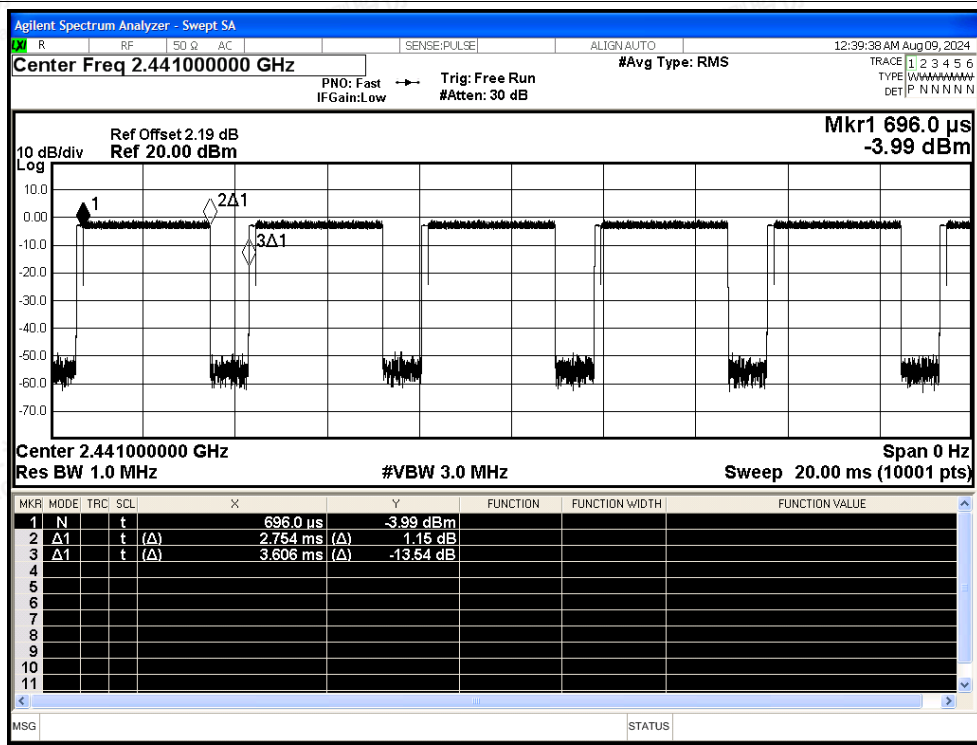 Agilent Spectrum Analyzer - Swept SA
LXI R RF 50 Ω AC SENSE:PULSE ALIGN AUTO 12:39:38 AM Aug 09, 2024
Center Freq 2.441000000 GHz #Avg Type: RMS TRACE 1 2 3 4 5 6
PNO: Fast Trig: Free Run TYPE WWWWWW
IFGain:Low #Atten: 30 dB DET P N N N N N
Mkr1 696.0 µs
Ref Offset 2.19 dB
10 dB/div Ref 20.00 dBm -3.99 dBm
Log
10.0
1 2Δ1
0.00
3Δ1
-10.0
-20.0
-30.0
-40.0
-50.0
-60.0
-70.0
Center 2.441000000 GHz Span 0 Hz
Res BW 1.0 MHz #VBW 3.0 MHz Sweep 20.00 ms (10001 pts)
MKR MODE TRC SCL X Y FUNCTION FUNCTION WIDTH FUNCTION VALUE
1 N t 696.0 µs -3.99 dBm
2 Δ1 t (Δ) 2.754 ms (Δ) 1.15 dB
3 Δ1 t (Δ) 3.606 ms (Δ) -13.54 dB
4
5
6
7
8
9
10
11
MSG STATUS